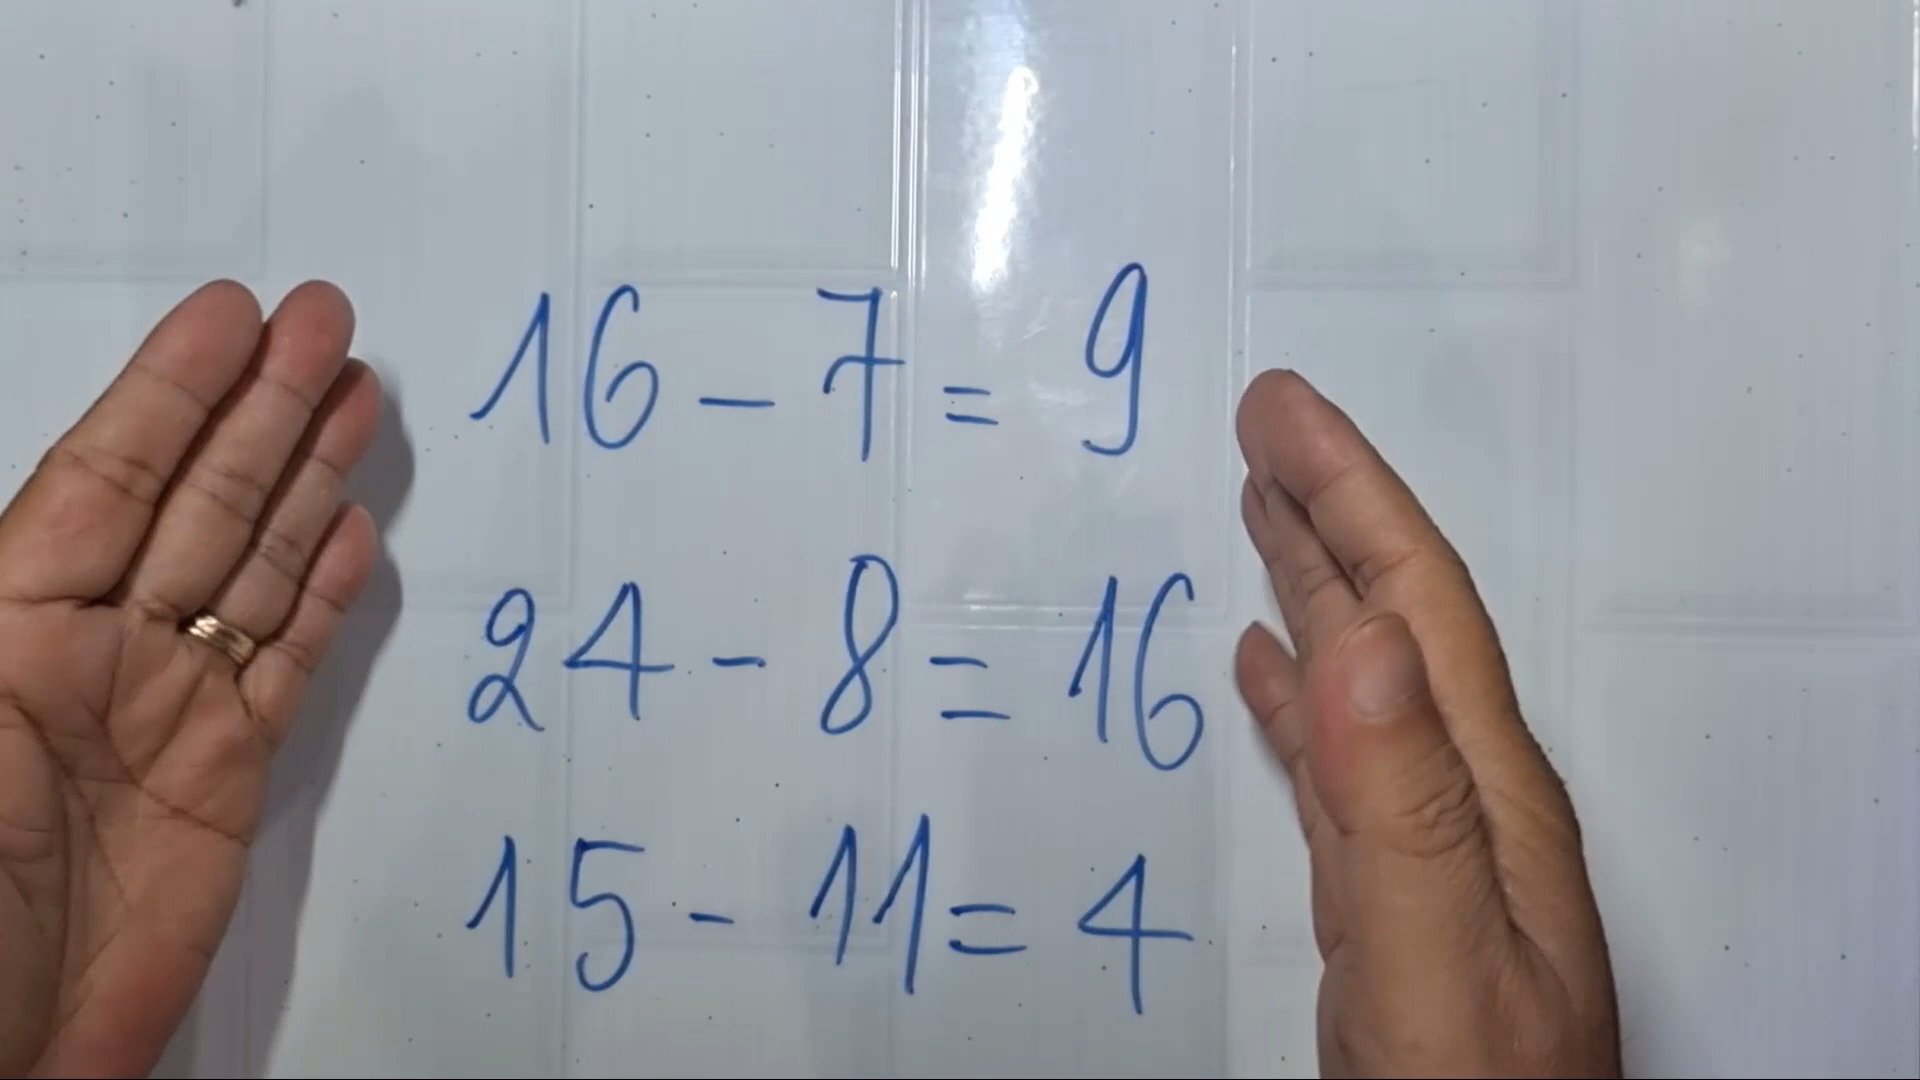 16 - 7 = 9
24 - 8 = 16
15 - 11 = 4